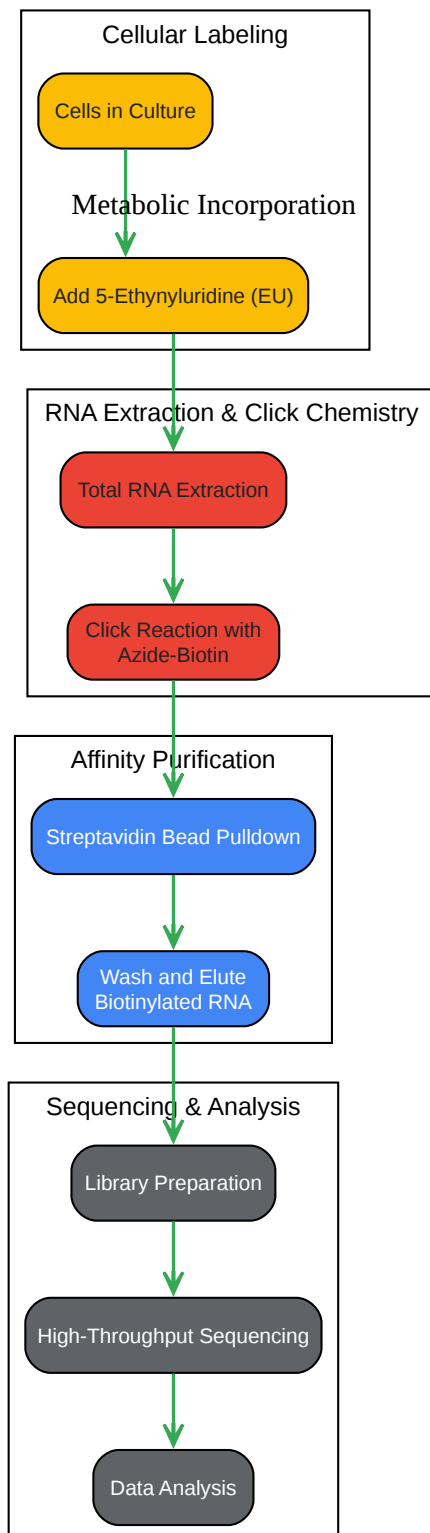 Cellular Labeling
Cells in Culture
Metabolic Incorporation
Add 5-Ethynyluridine (EU)
RNA Extraction & Click Chemistry
Total RNA Extraction
Click Reaction with
Azide-Biotin
Affinity Purification
Streptavidin Bead Pulldown
Wash and Elute
Biotinylated RNA
Sequencing & Analysis
Library Preparation
High-Throughput Sequencing
Data Analysis